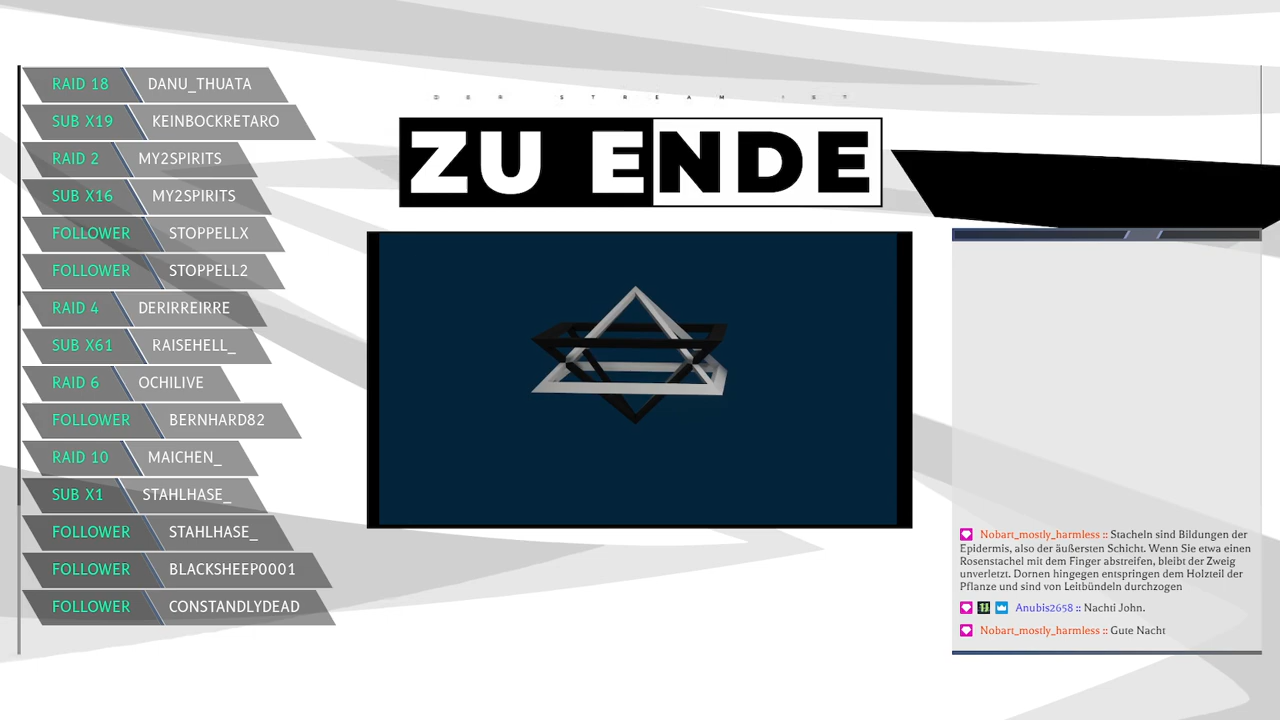 RAID 18 DANU_THUATA
SUB X19 KEINBOCKRETARO
RAID 2 MY2SPIRITS
SUB X16 MY2SPIRITS
FOLLOWER STOPPELLX
FOLLOWER STOPPELL2
RAID 4 DERIRREIRRE
SUB X61 RAISEHELL_
RAID 6 OCHILIVE
FOLLOWER BERNHARD82
RAID 10 MAICHEN_
SUB X1 STAHLHASE_
FOLLOWER STAHLHASE_
FOLLOWER BLACKSHEEP0001
FOLLOWER CONSTANDLYDEAD
DER STREAM IST
ZU ENDE
Nobart_mostly_harmless :: Stacheln sind Bildungen der
Epidermis, also der äußersten Schicht. Wenn Sie etwa einen
Rosenstachel mit dem Finger abstreifen, bleibt der Zweig
unverletzt. Dornen hingegen entspringen dem Holzteil der
Pflanze und sind von Leitbündeln durchzogen
Anubis2658 :: Nachti John.
Nobart_mostly_harmless :: Gute Nacht